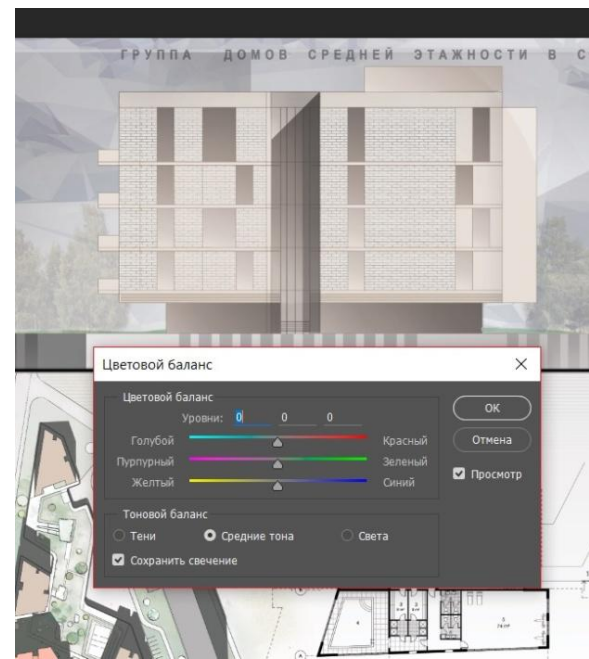 ГРУППА ДОМОВ СРЕДНЕЙ ЭТАЖНОСТИ В С
Цветовой баланс
Цветовой баланс
Уровни: 0 0 0
Голубой Красный
Пурпурный Зеленый
Желтый Синий
Тоновой баланс
Тени Средние тона Света
Сохранить свечение
ОК
Отмена
Просмотр